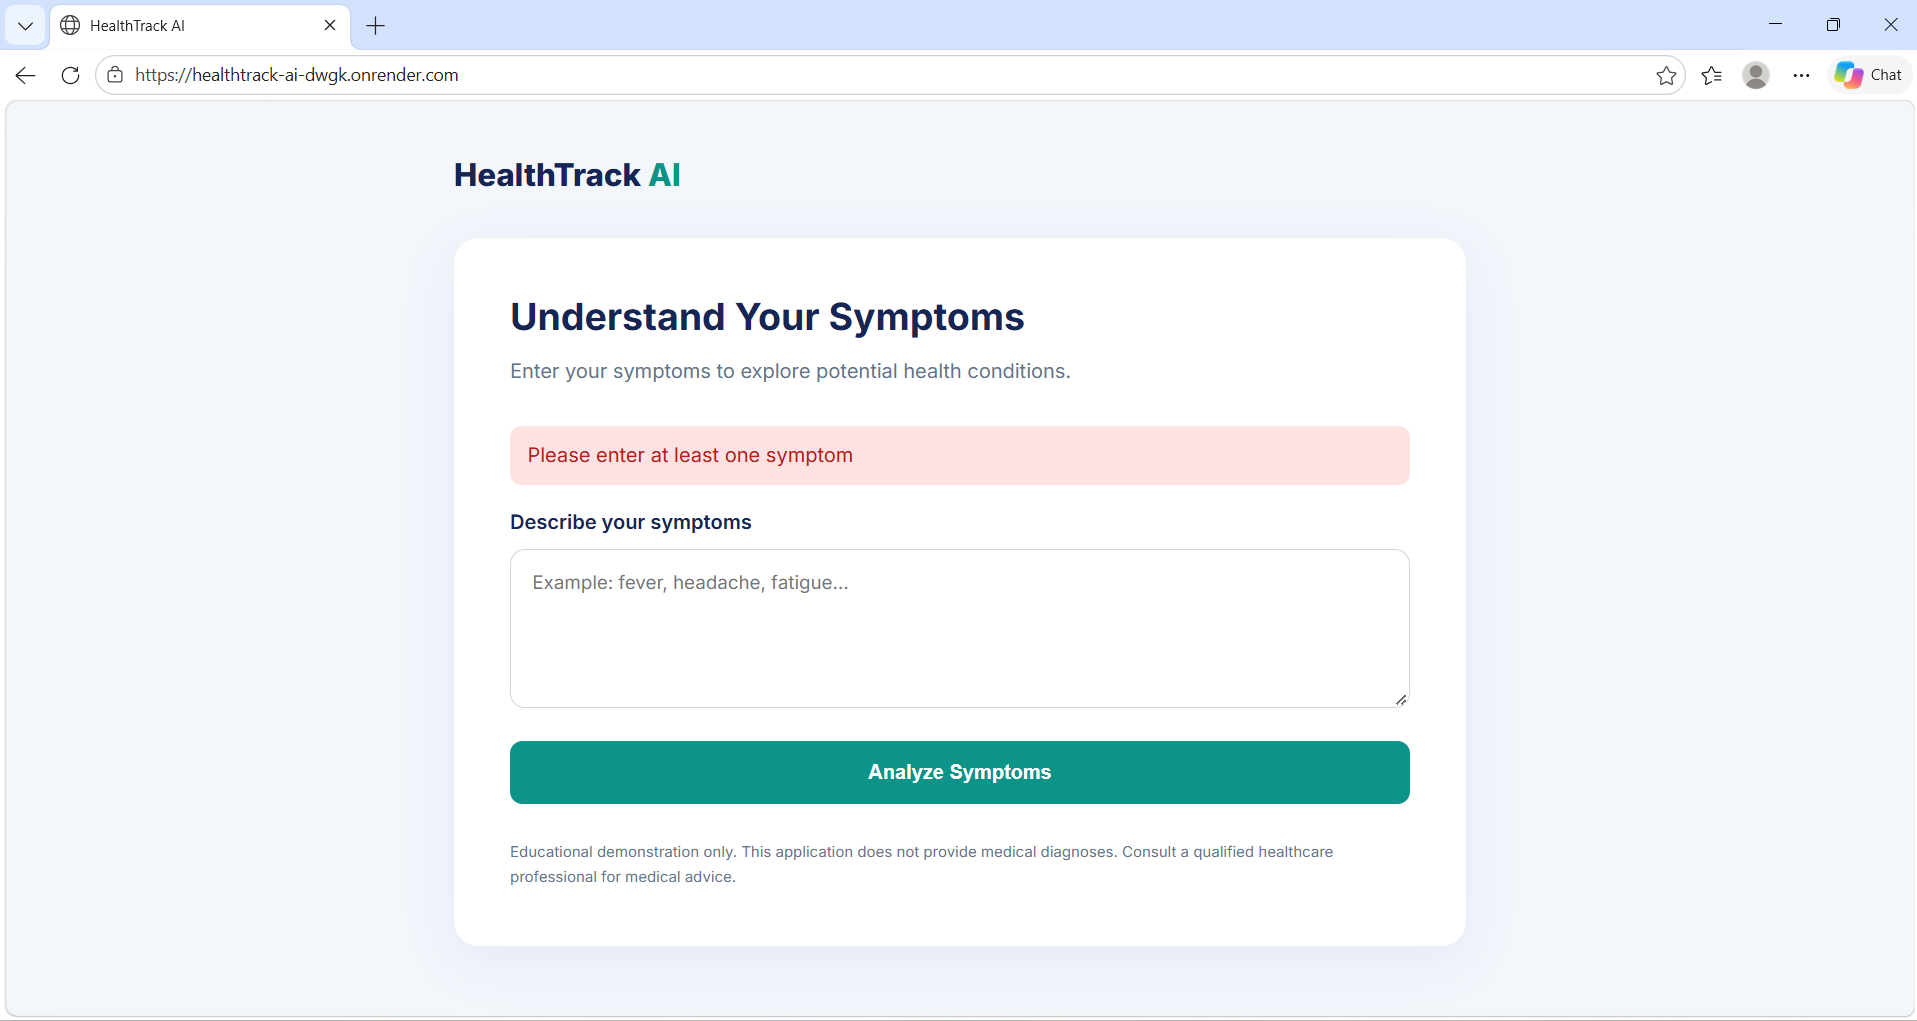 HealthTrack AI
https://healthtrack-ai-dwgk.onrender.com
Chat
HealthTrack AI
Understand Your Symptoms
Enter your symptoms to explore potential health conditions.
Please enter at least one symptom
Describe your symptoms
Example: fever, headache, fatigue...
Analyze Symptoms
Educational demonstration only. This application does not provide medical diagnoses. Consult a qualified healthcare
professional for medical advice.